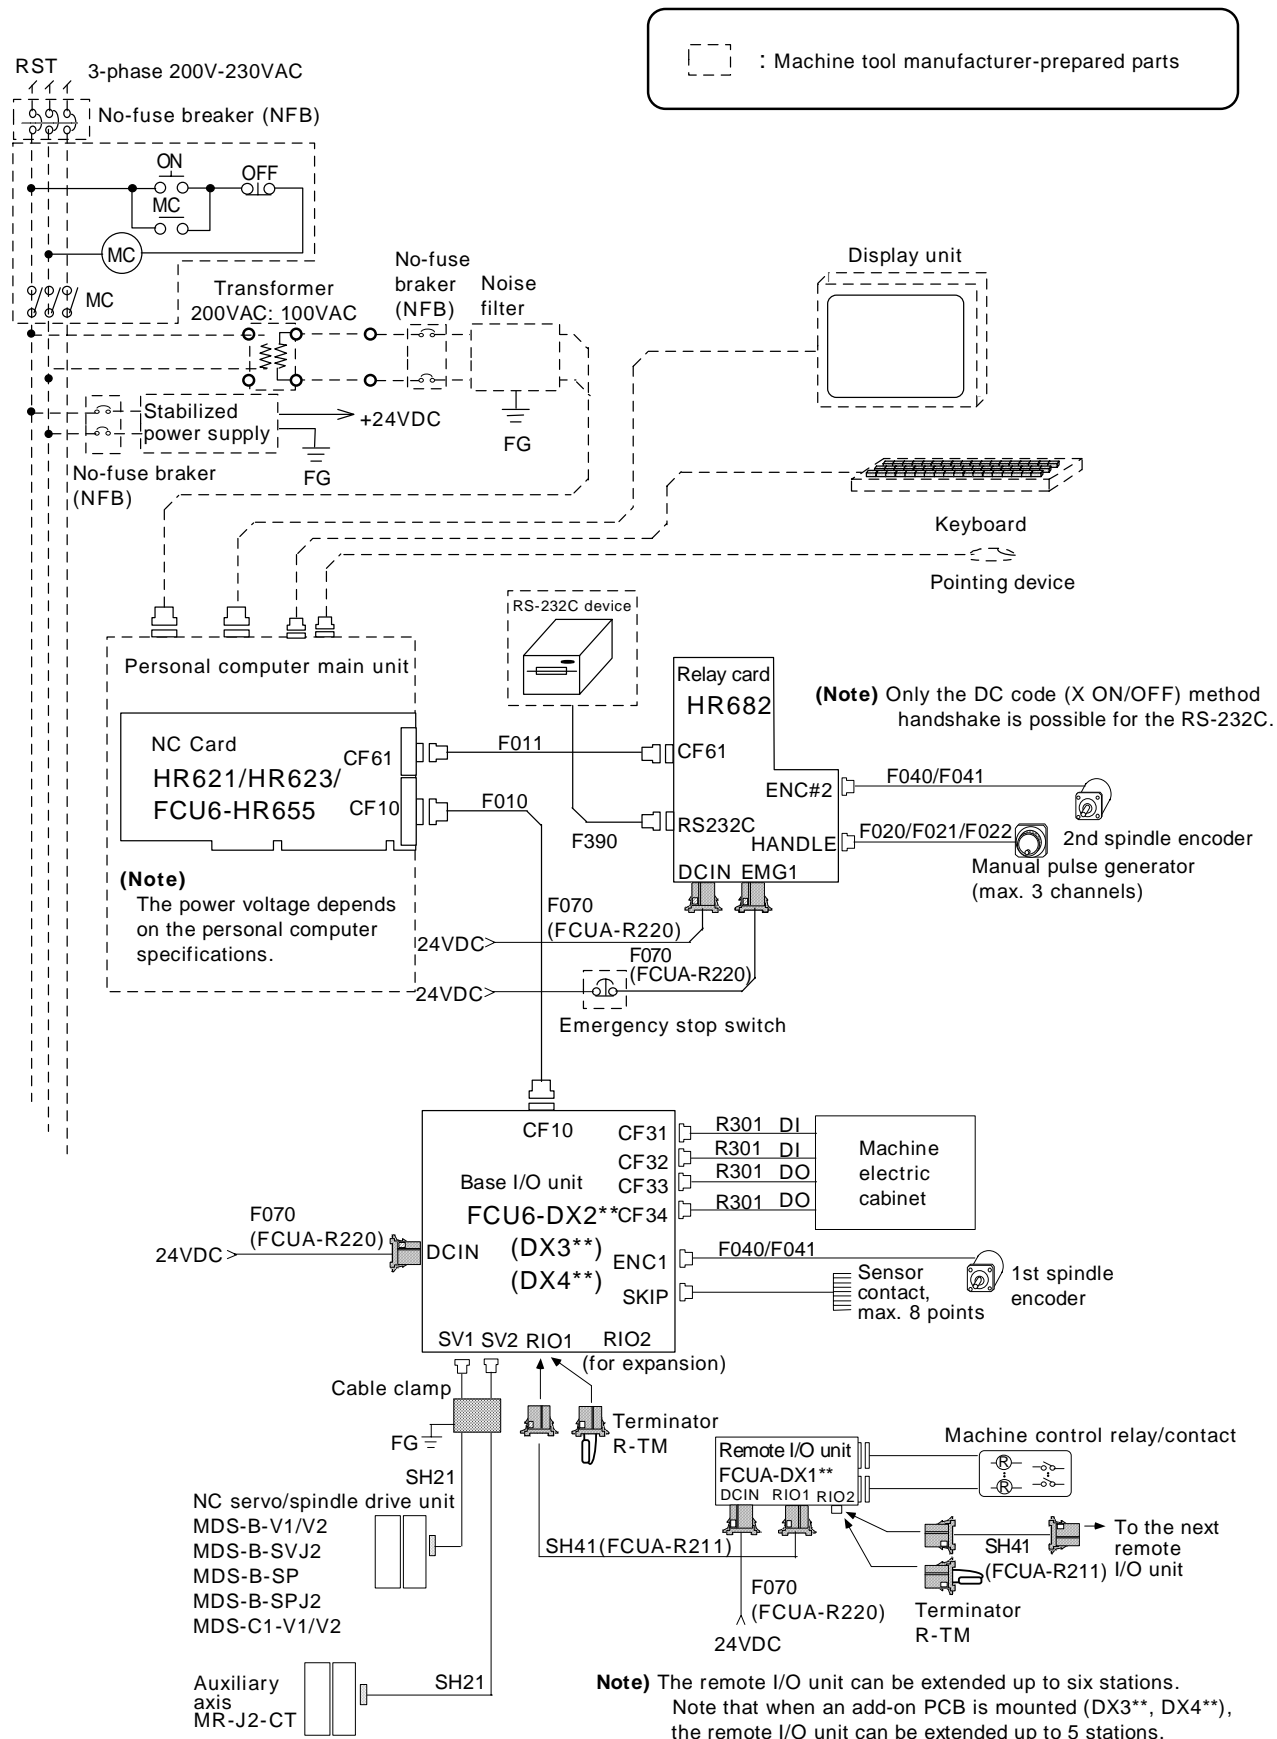 : Machine tool manufacturer-prepared parts
RST
3-phase 200V-230VAC
No-fuse breaker (NFB)
ON
OFF
MC
MC
MC
Transformer
200VAC: 100VAC
No-fuse
braker
(NFB)
Noise
filter
Display unit
Stabilized
power supply
+24VDC
FG
FG
No-fuse braker
(NFB)
Keyboard
Pointing device
RS-232C device
Personal computer main unit
Relay card
HR682
(Note) Only the DC code (X ON/OFF) method
handshake is possible for the RS-232C.
NC Card
HR621/HR623/
FCU6-HR655
CF61
CF10
F011
F010
CF61
ENC#2
F040/F041
RS232C
HANDLE
F020/F021/F022
2nd spindle encoder
F390
Manual pulse generator
(max. 3 channels)
DCIN EMG1
(Note)
The power voltage depends
on the personal computer
specifications.
F070
(FCUA-R220)
24VDC
F070
(FCUA-R220)
24VDC
Emergency stop switch
CF10
CF31
R301 DI
CF32
R301 DI
CF33
R301 DO
CF34
R301 DO
Machine
electric
cabinet
Base I/O unit
FCU6-DX2**
(DX3**)
(DX4**)
F070
(FCUA-R220)
24VDC
DCIN
ENC1
F040/F041
1st spindle
encoder
SKIP
Sensor
contact,
max. 8 points
SV1 SV2 RIO1 RIO2
(for expansion)
Cable clamp
FG
Terminator
R-TM
SH21
Remote I/O unit
FCUA-DX1**
DCIN RIO1 RIO2
Machine control relay/contact
R
R
NC servo/spindle drive unit
MDS-B-V1/V2
MDS-B-SVJ2
MDS-B-SP
MDS-B-SPJ2
MDS-C1-V1/V2
SH41(FCUA-R211)
SH41
(FCUA-R211)
To the next
remote
I/O unit
F070
(FCUA-R220)
24VDC
Terminator
R-TM
Auxiliary
axis
MR-J2-CT
SH21
Note) The remote I/O unit can be extended up to six stations.
Note that when an add-on PCB is mounted (DX3**, DX4**),
the remote I/O unit can be extended up to 5 stations.